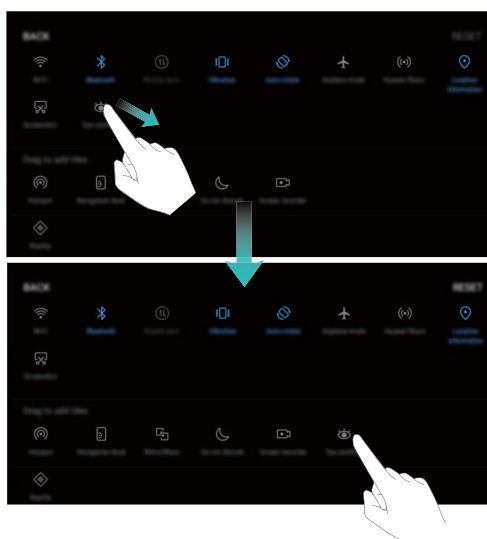 BACK RESET
Wi-Fi Bluetooth Mobile data Vibration Auto-rotate Airplane mode Huawei Share Location information
Screenshot
Drag to add tiles
Hotspot Navigation dock Do not disturb Screen recorder
Nearby
BACK RESET
Wi-Fi Bluetooth Mobile data Vibration Auto-rotate Airplane mode Huawei Share Location information
Screenshot
Drag to add tiles
Hotspot Navigation dock MirrorShare Do not disturb Screen recorder
Nearby